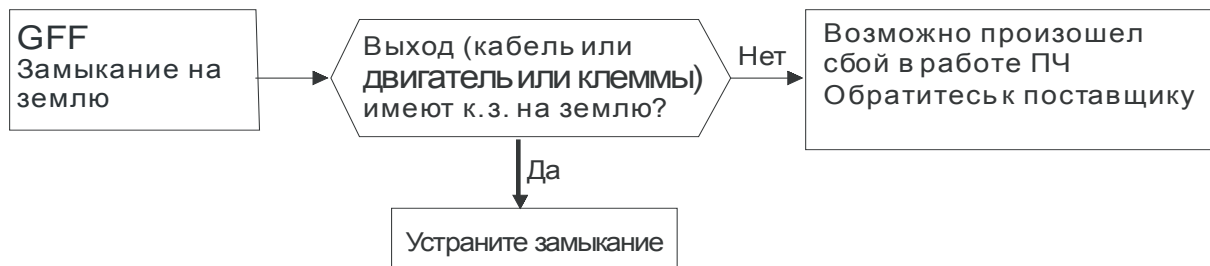 GFF
Замыкание на
землю
Выход (кабель или
двигатель или клеммы)
имеют к.з. на землю?
Нет
Возможно произошел
сбой в работе ПЧ
Обратитесь к поставщику
Да
Устраните замыкание